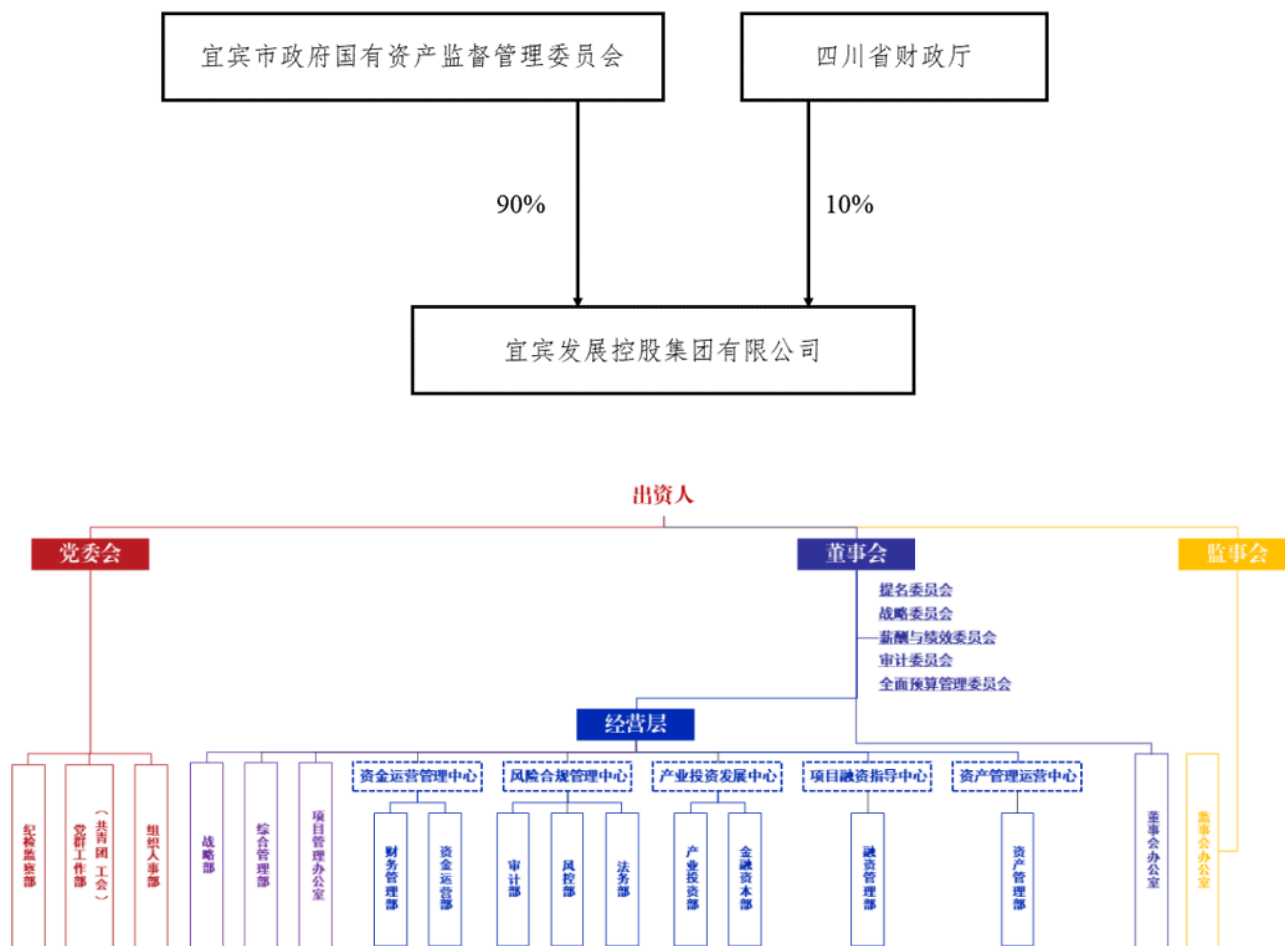 宜宾市政府国有资产监督管理委员会
四川省财政厅
90%
10%
宜宾发展控股集团有限公司
出资人
党委会
董事会
监事会
提名委员会
战略委员会
薪酬与绩效委员会
审计委员会
全面预算管理委员会
经营层
资金运营管理中心
风险合规管理中心
产业投资发展中心
项目融资指导中心
资产管理运营中心
纪检监察部
党群工作部
（共青团 工会）
组织人事部
战略部
综合管理部
项目管理办公室
财务管理部
资金运营部
审计部
风控部
法务部
产业投资部
金融资本部
融资管理部
资产管理部
董事会办公室
监事会办公室